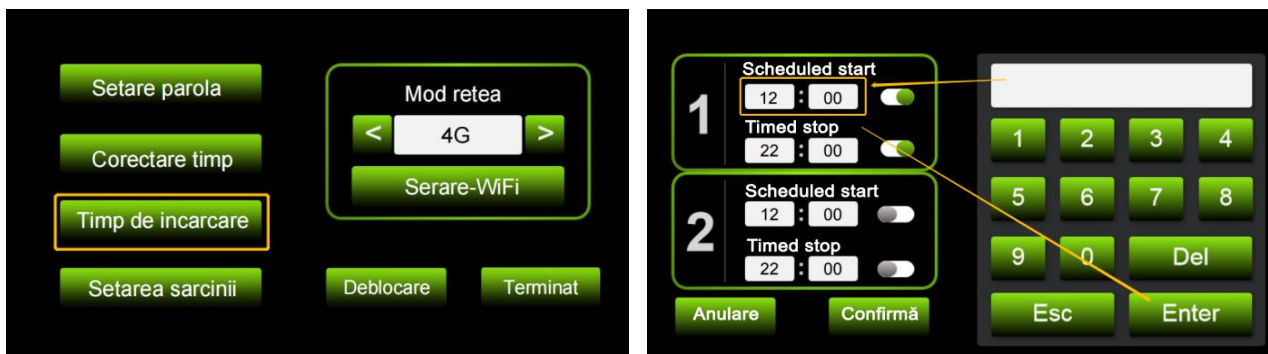 Setare parola
Corectare timp
Timp de incarcare
Setarea sarcinii
Mod retea
< 4G >
Serare-WiFi
Deblocare Terminat
1
Scheduled start
12 : 00
Timed stop
22 : 00
2
Scheduled start
12 : 00
Timed stop
22 : 00
Anulare Confirmă
1 2 3 4
5 6 7 8
9 0 Del
Esc Enter